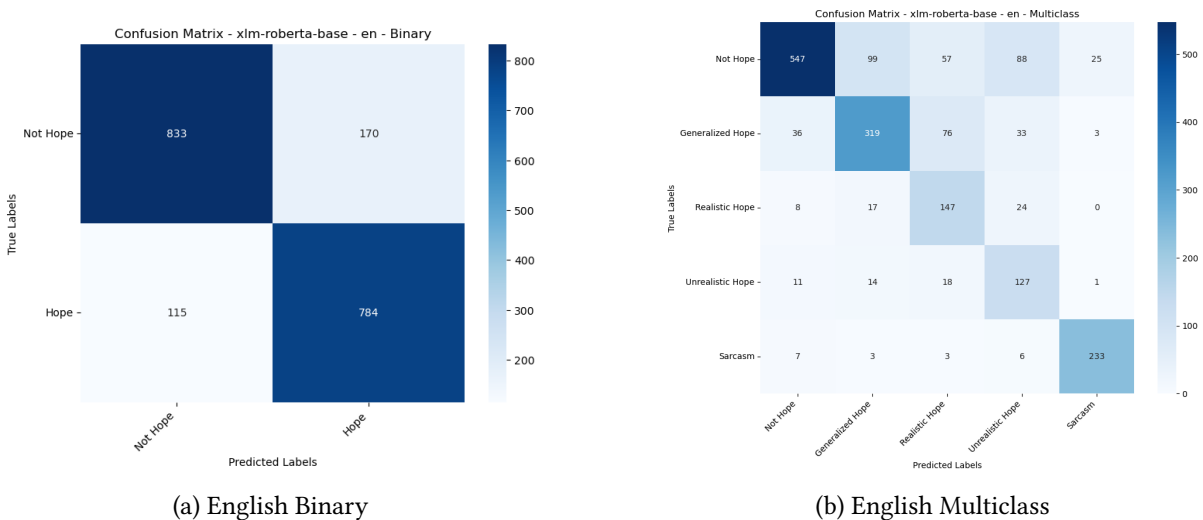 Confusion Matrix - xlm-roberta-base - en - Binary
True Labels
Not Hope
833 170
Hope
115 784
Not Hope Hope
Predicted Labels
800
700
600
500
400
300
200
(a) English Binary
Confusion Matrix - xlm-roberta-base - en - Multiclass
True Labels
Not Hope 547 99 57 88 25
Generalized Hope 36 319 76 33 3
Realistic Hope 8 17 147 24 0
Unrealistic Hope 11 14 18 127 1
Sarcasm 7 3 3 6 233
Not Hope Generalized Hope Realistic Hope Unrealistic Hope Sarcasm
Predicted Labels
500
400
300
200
100
0
(b) English Multiclass